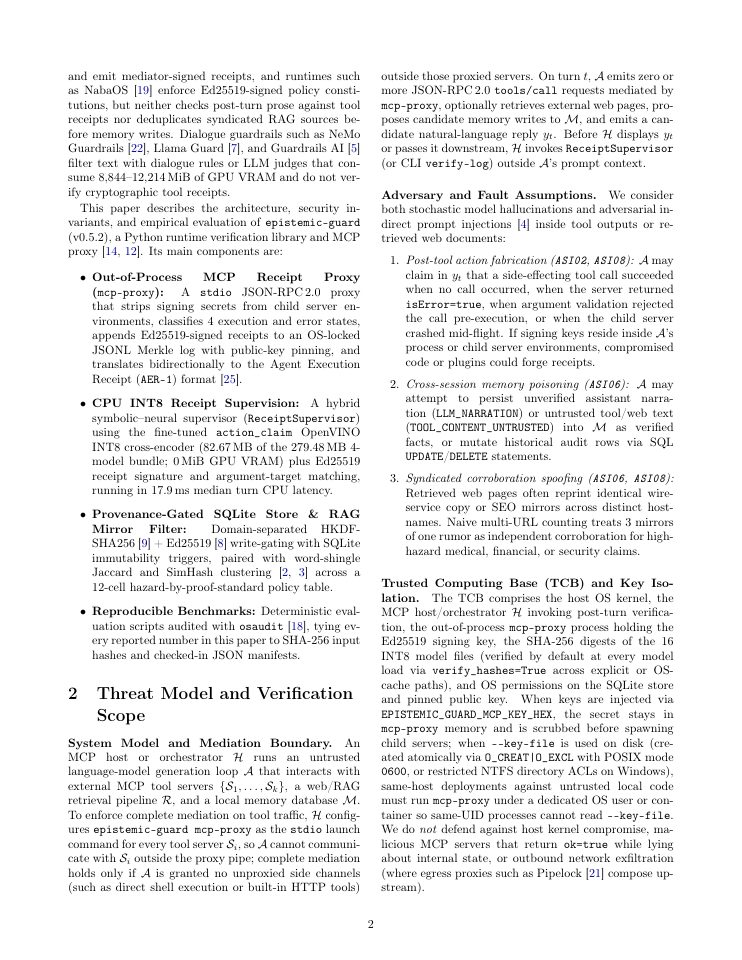 and emit mediator-signed receipts, and runtimes such
as NabaOS [19] enforce Ed25519-signed policy consti-
tutions, but neither checks post-turn prose against tool
receipts nor deduplicates syndicated RAG sources be-
fore memory writes. Dialogue guardrails such as NeMo
Guardrails [22], Llama Guard [7], and Guardrails AI [5]
filter text with dialogue rules or LLM judges that con-
sume 8,844–12,214 MiB of GPU VRAM and do not ver-
ify cryptographic tool receipts.
This paper describes the architecture, security in-
variants, and empirical evaluation of epistemic-guard
(v0.5.2), a Python runtime verification library and MCP
proxy [14, 12]. Its main components are:
• Out-of-Process MCP Receipt Proxy
(mcp-proxy): A stdio JSON-RPC 2.0 proxy
that strips signing secrets from child server en-
vironments, classifies 4 execution and error states,
appends Ed25519-signed receipts to an OS-locked
JSONL Merkle log with public-key pinning, and
translates bidirectionally to the Agent Execution
Receipt (AER-1) format [25].
• CPU INT8 Receipt Supervision: A hybrid
symbolic–neural supervisor (ReceiptSupervisor)
using the fine-tuned action_claim OpenVINO
INT8 cross-encoder (82.67 MB of the 279.48 MB 4-
model bundle; 0 MiB GPU VRAM) plus Ed25519
receipt signature and argument-target matching,
running in 17.9 ms median turn CPU latency.
• Provenance-Gated SQLite Store & RAG
Mirror Filter: Domain-separated HKDF-
SHA256 [9] + Ed25519 [8] write-gating with SQLite
immutability triggers, paired with word-shingle
Jaccard and SimHash clustering [2, 3] across a
12-cell hazard-by-proof-standard policy table.
• Reproducible Benchmarks: Deterministic eval-
uation scripts audited with osaudit [18], tying ev-
ery reported number in this paper to SHA-256 input
hashes and checked-in JSON manifests.
2 Threat Model and Verification
Scope
System Model and Mediation Boundary. An
MCP host or orchestrator H runs an untrusted
language-model generation loop A that interacts with
external MCP tool servers {S1, . . . , Sk}, a web/RAG
retrieval pipeline R, and a local memory database M.
To enforce complete mediation on tool traffic, H config-
ures epistemic-guard mcp-proxy as the stdio launch
command for every tool server Si, so A cannot communi-
cate with Si outside the proxy pipe; complete mediation
holds only if A is granted no unproxied side channels
(such as direct shell execution or built-in HTTP tools)
outside those proxied servers. On turn t, A emits zero or
more JSON-RPC 2.0 tools/call requests mediated by
mcp-proxy, optionally retrieves external web pages, pro-
poses candidate memory writes to M, and emits a can-
didate natural-language reply yt. Before H displays yt
or passes it downstream, H invokes ReceiptSupervisor
(or CLI verify-log) outside A's prompt context.
Adversary and Fault Assumptions. We consider
both stochastic model hallucinations and adversarial in-
direct prompt injections [4] inside tool outputs or re-
trieved web documents:
1. Post-tool action fabrication (ASI02, ASI08): A may
claim in yt that a side-effecting tool call succeeded
when no call occurred, when the server returned
isError=true, when argument validation rejected
the call pre-execution, or when the child server
crashed mid-flight. If signing keys reside inside A's
process or child server environments, compromised
code or plugins could forge receipts.
2. Cross-session memory poisoning (ASI06): A may
attempt to persist unverified assistant narra-
tion (LLM_NARRATION) or untrusted tool/web text
(TOOL_CONTENT_UNTRUSTED) into M as verified
facts, or mutate historical audit rows via SQL
UPDATE/DELETE statements.
3. Syndicated corroboration spoofing (ASI06, ASI08):
Retrieved web pages often reprint identical wire-
service copy or SEO mirrors across distinct host-
names. Naive multi-URL counting treats 3 mirrors
of one rumor as independent corroboration for high-
hazard medical, financial, or security claims.
Trusted Computing Base (TCB) and Key Iso-
lation. The TCB comprises the host OS kernel, the
MCP host/orchestrator H invoking post-turn verifica-
tion, the out-of-process mcp-proxy process holding the
Ed25519 signing key, the SHA-256 digests of the 16
INT8 model files (verified by default at every model
load via verify_hashes=True across explicit or OS-
cache paths), and OS permissions on the SQLite store
and pinned public key. When keys are injected via
EPISTEMIC_GUARD_MCP_KEY_HEX, the secret stays in
mcp-proxy memory and is scrubbed before spawning
child servers; when --key-file is used on disk (cre-
ated atomically via O_CREAT|O_EXCL with POSIX mode
0600, or restricted NTFS directory ACLs on Windows),
same-host deployments against untrusted local code
must run mcp-proxy under a dedicated OS user or con-
tainer so same-UID processes cannot read --key-file.
We do not defend against host kernel compromise, ma-
licious MCP servers that return ok=true while lying
about internal state, or outbound network exfiltration
(where egress proxies such as Pipelock [21] compose up-
stream).
2